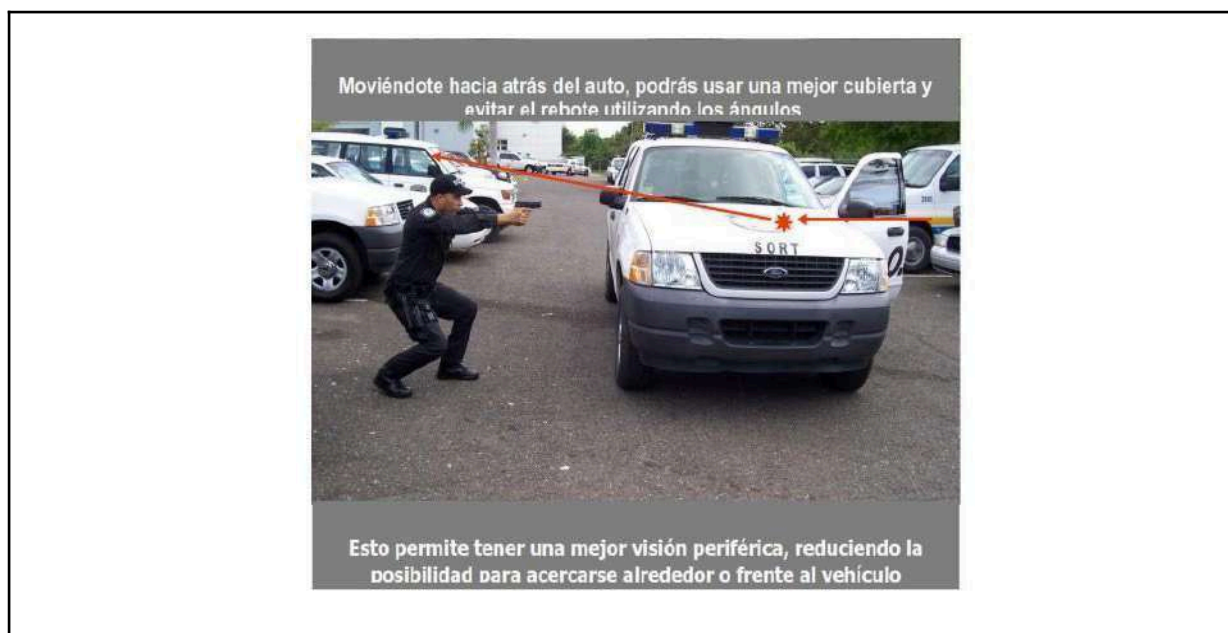 Moviéndote hacia atrás del auto, podrás usar una mejor cubierta y
evitar el rebote utilizando los ángulos
SORT
Esto permite tener una mejor visión periférica, reduciendo la
posibilidad para acercarse alrededor o frente al vehículo